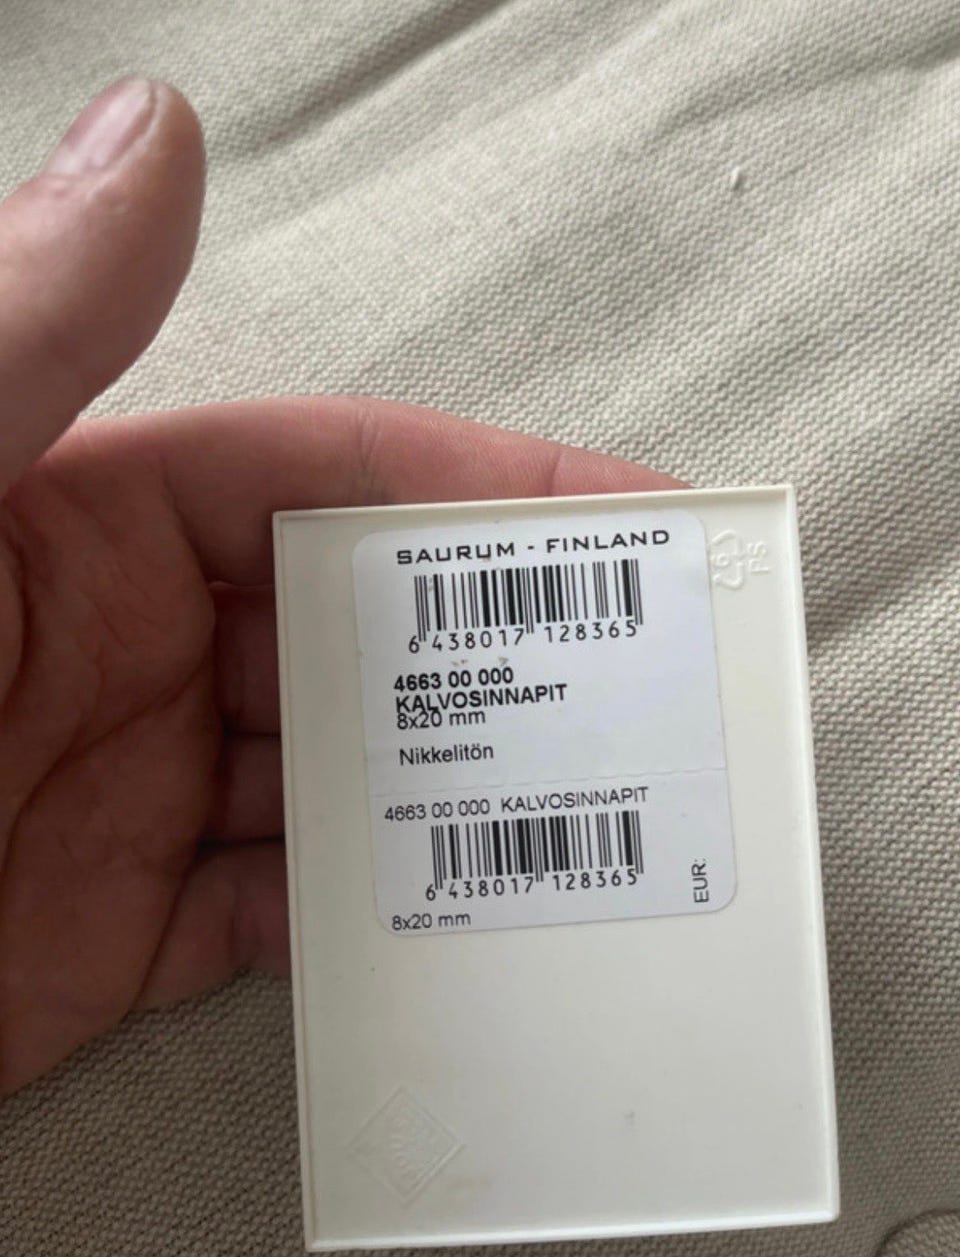 SAURUM - FINLAND
6 438017 128365
4663 00 000
KALVOSINNAPIT
8x20 mm
Nikkelitön
4663 00 000 KALVOSINNAPIT
6 438017 128365
8x20 mm
EUR:
PS